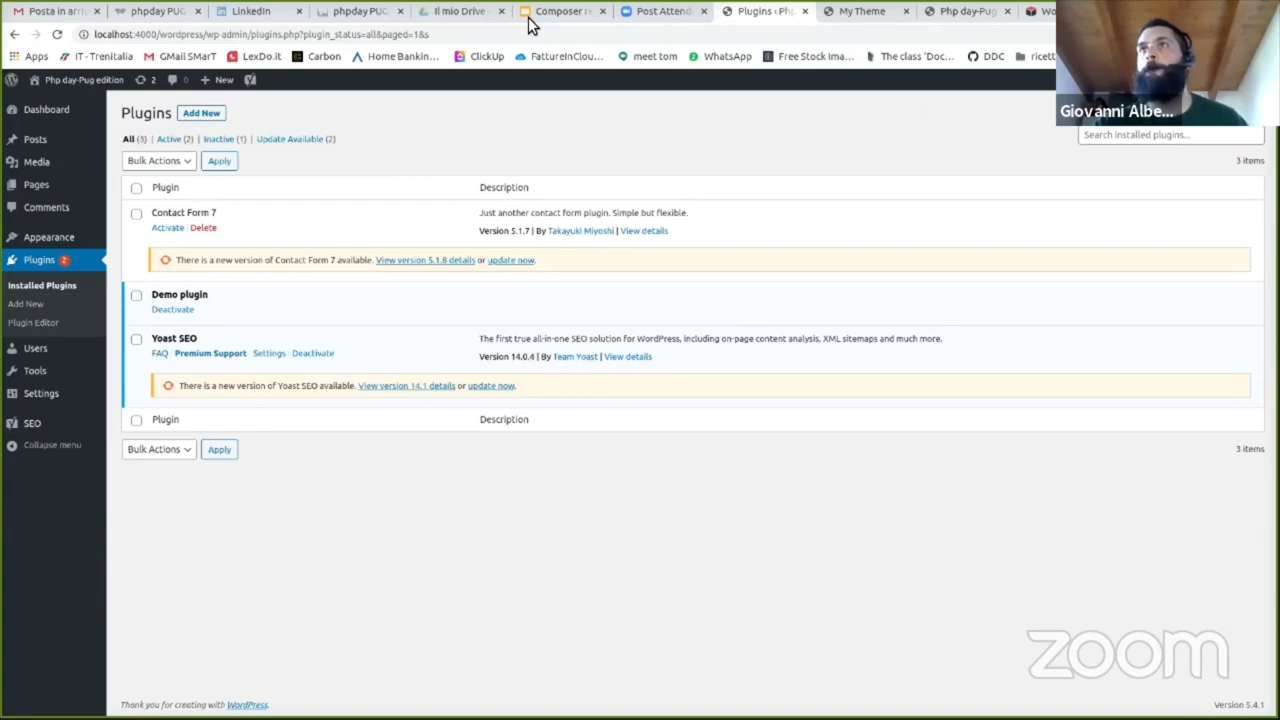 Posta in arri
phpday PUG
LinkedIn
phpday PUG
Il mio Drive
Composer re
Post Attend
Plugins ‹ Php
My Theme
Php day-Pug
Wo
localhost:4000/wordpress/wp-admin/plugins.php?plugin_status=all&paged=1&s
Apps
IT - Trenitalia
GMail SMarT
LexDo.it
Carbon
Home Bankin...
ClickUp
FattureInClou...
meet tom
WhatsApp
Free Stock Ima...
The class 'Doc...
DDC
ricett
Giovanni Albe...
Php day-Pug edition
2
0
New
Dashboard
Posts
Media
Pages
Comments
Appearance
Plugins 2
Installed Plugins
Add New
Plugin Editor
Users
Tools
Settings
SEO
Collapse menu
Plugins Add New
All (3) | Active (2) | Inactive (1) | Update Available (2)
Search installed plugins...
Bulk Actions Apply
3 items
Plugin Description
Contact Form 7 Just another contact form plugin. Simple but flexible.
Activate | Delete Version 5.1.7 | By Takayuki Miyoshi | View details
There is a new version of Contact Form 7 available. View version 5.1.8 details or update now.
Demo plugin
Deactivate
Yoast SEO The first true all-in-one SEO solution for WordPress, including on-page content analysis, XML sitemaps and much more.
FAQ | Premium Support | Settings | Deactivate Version 14.0.4 | By Team Yoast | View details
There is a new version of Yoast SEO available. View version 14.1 details or update now.
Plugin Description
Bulk Actions Apply
3 items
zoom
Thank you for creating with WordPress.
Version 5.4.1